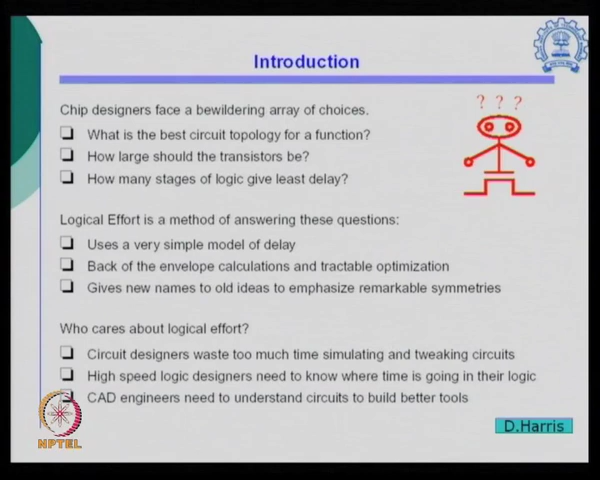 Introduction
? ? ?
Chip designers face a bewildering array of choices.
What is the best circuit topology for a function?
How large should the transistors be?
How many stages of logic give least delay?
Logical Effort is a method of answering these questions:
Uses a very simple model of delay
Back of the envelope calculations and tractable optimization
Gives new names to old ideas to emphasize remarkable symmetries
Who cares about logical effort?
Circuit designers waste too much time simulating and tweaking circuits
High speed logic designers need to know where time is going in their logic
CAD engineers need to understand circuits to build better tools
D.Harris
NPTEL